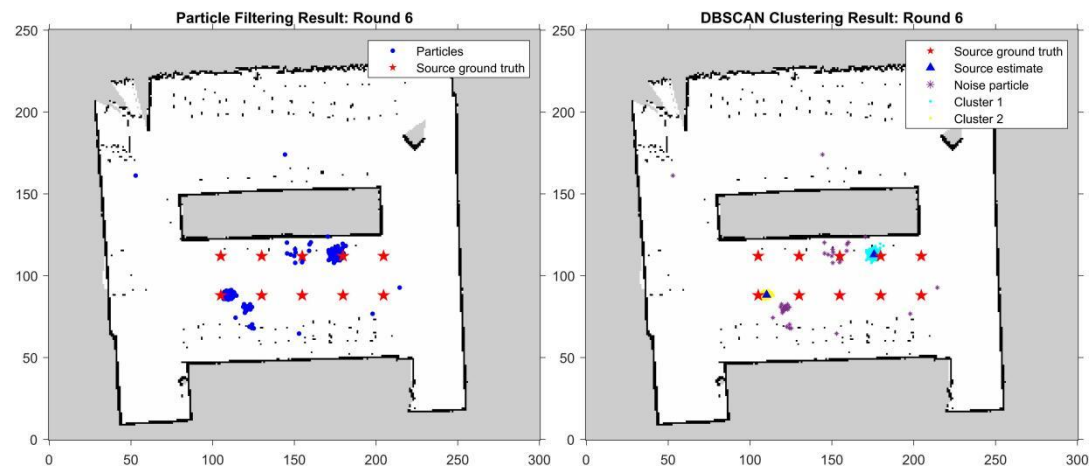 Particle Filtering Result: Round 6
250
200
150
100
50
0
0 50 100 150 200 250 300
Particles
Source ground truth
DBSCAN Clustering Result: Round 6
250
200
150
100
50
0
0 50 100 150 200 250 300
Source ground truth
Source estimate
Noise particle
Cluster 1
Cluster 2